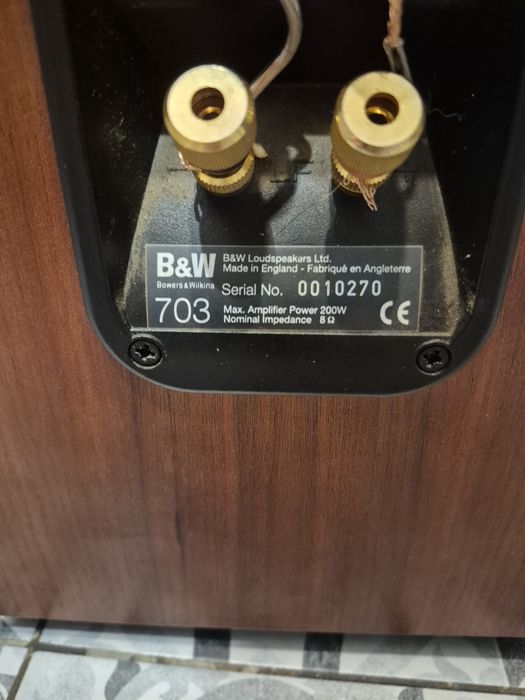 LF
B&W
Bowers & Wilkins
703
B&W Loudspeakers Ltd.
Made in England - Fabriqué en Angleterre
Serial No. 0010270
Max. Amplifier Power 200W
Nominal Impedance 8 Ω
CE